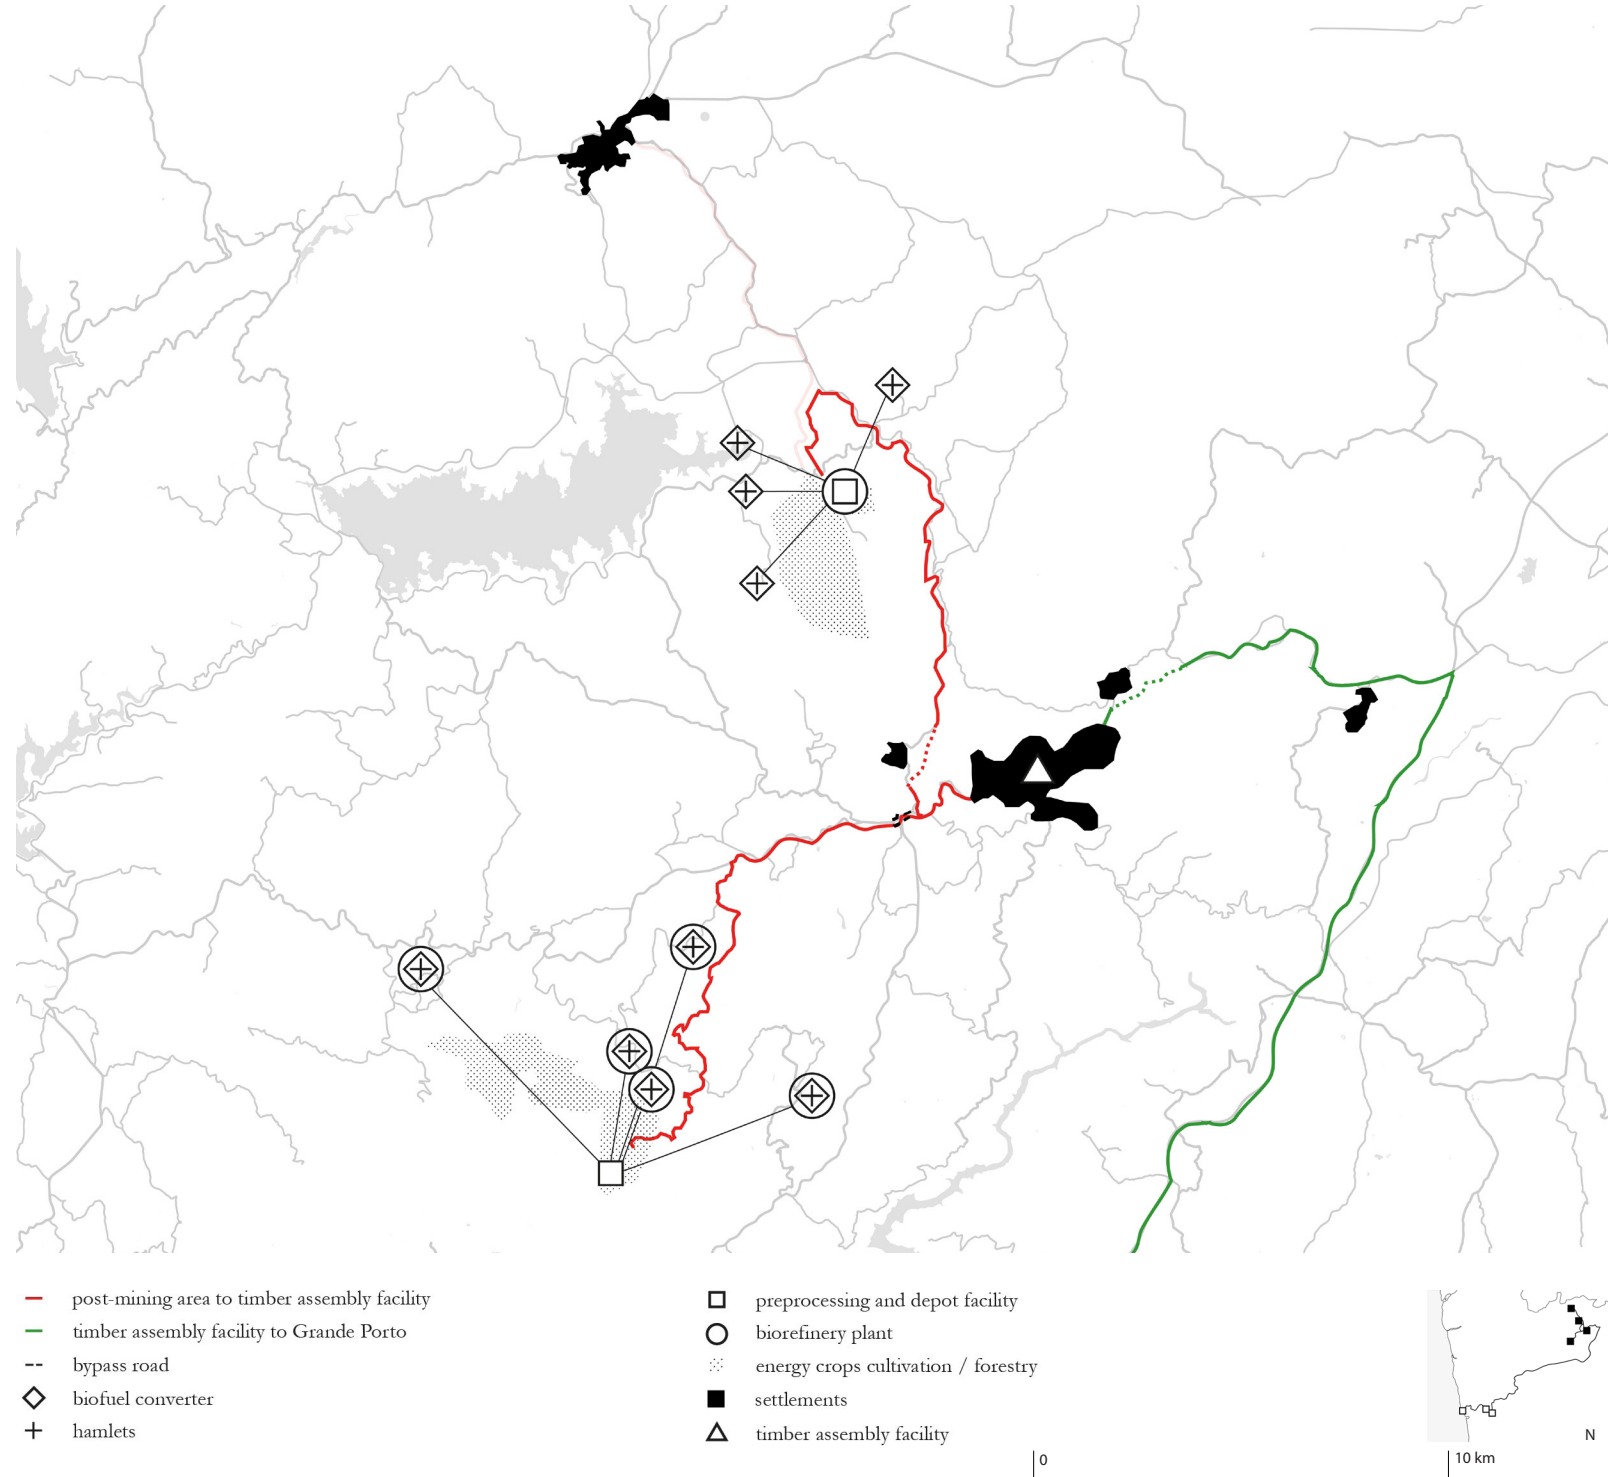 post-mining area to timber assembly facility
timber assembly facility to Grande Porto
bypass road
biofuel converter
hamlets
preprocessing and depot facility
biorefinery plant
energy crops cultivation / forestry
settlements
timber assembly facility
N
0
10 km